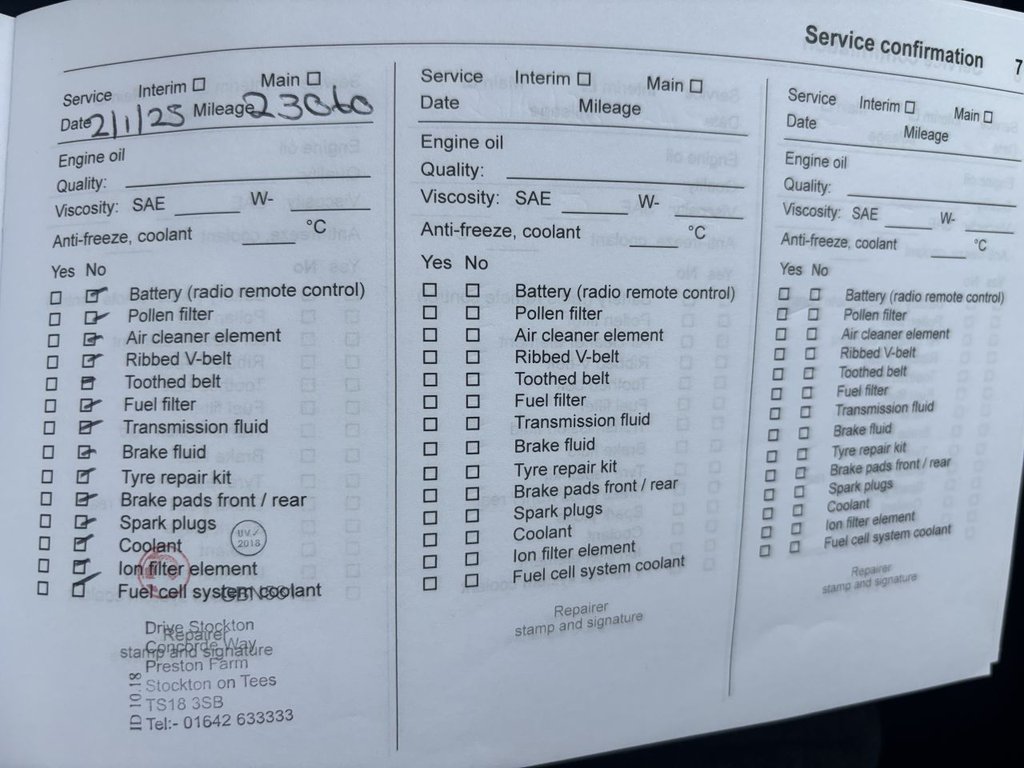 Service confirmation 7
Service Interim Main
Date 2/1/25 Mileage 23060
Engine oil
Quality:
Viscosity: SAE W-
Anti-freeze, coolant °C
Yes No
Battery (radio remote control)
Pollen filter
Air cleaner element
Ribbed V-belt
Toothed belt
Fuel filter
Transmission fluid
Brake fluid
Tyre repair kit
Brake pads front / rear
Spark plugs
Coolant
2018
Ion filter element
Fuel cell system coolant
Drive Stockton
Repairer
Concorde Way
stamp and signature
Preston Farm
Stockton on Tees
TS18 3SB
Tel:- 01642 633333
ID 10 18
Service Interim Main
Date Mileage
Engine oil
Quality:
Viscosity: SAE W-
Anti-freeze, coolant °C
Yes No
Battery (radio remote control)
Pollen filter
Air cleaner element
Ribbed V-belt
Toothed belt
Fuel filter
Transmission fluid
Brake fluid
Tyre repair kit
Brake pads front / rear
Spark plugs
Coolant
Ion filter element
Fuel cell system coolant
Repairer
stamp and signature
Service Interim Main
Date Mileage
Engine oil
Quality:
Viscosity: SAE W-
Anti-freeze, coolant °C
Yes No
Battery (radio remote control)
Pollen filter
Air cleaner element
Ribbed V-belt
Toothed belt
Fuel filter
Transmission fluid
Brake fluid
Tyre repair kit
Brake pads front / rear
Spark plugs
Coolant
Ion filter element
Fuel cell system coolant
Repairer
stamp and signature